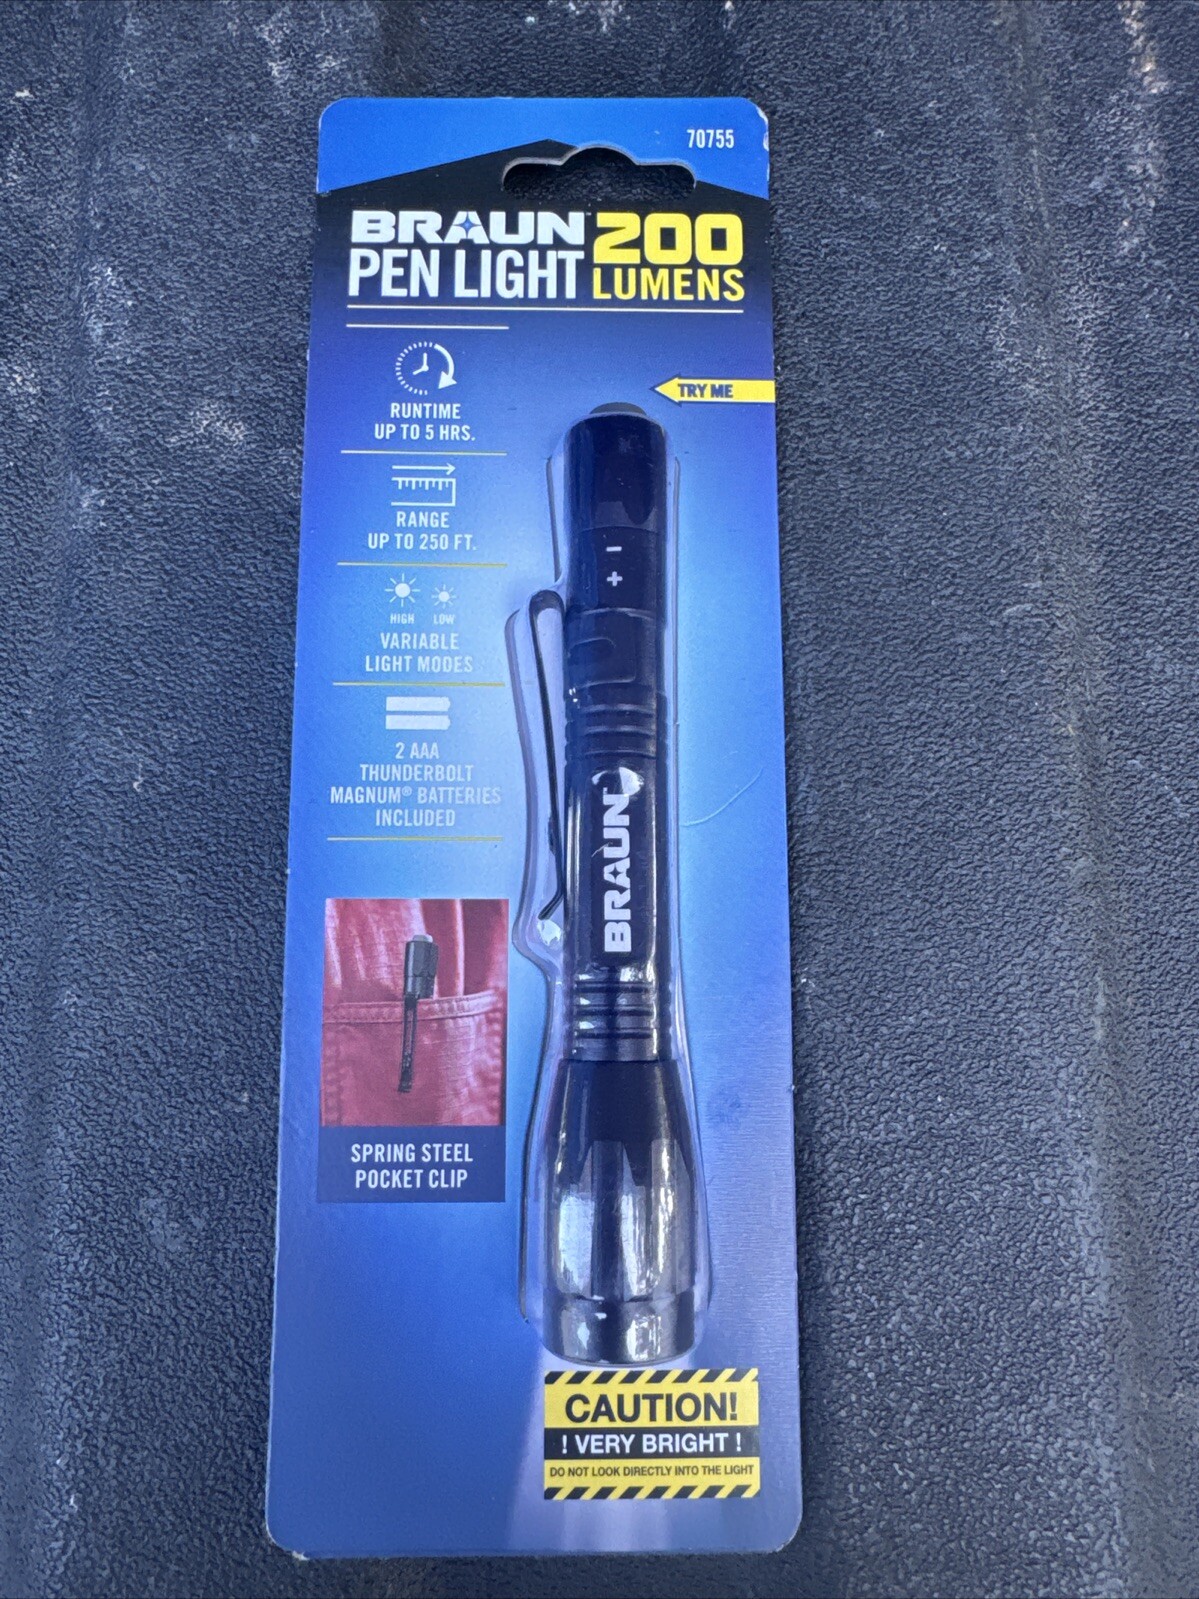 70755
BRAUN™ 200
PEN LIGHT LUMENS
TRY ME
RUNTIME
UP TO 5 HRS.
RANGE
UP TO 250 FT.
HIGH LOW
VARIABLE
LIGHT MODES
2 AAA
THUNDERBOLT
MAGNUM® BATTERIES
INCLUDED
− +
BRAUN
SPRING STEEL
POCKET CLIP
CAUTION!
! VERY BRIGHT !
DO NOT LOOK DIRECTLY INTO THE LIGHT